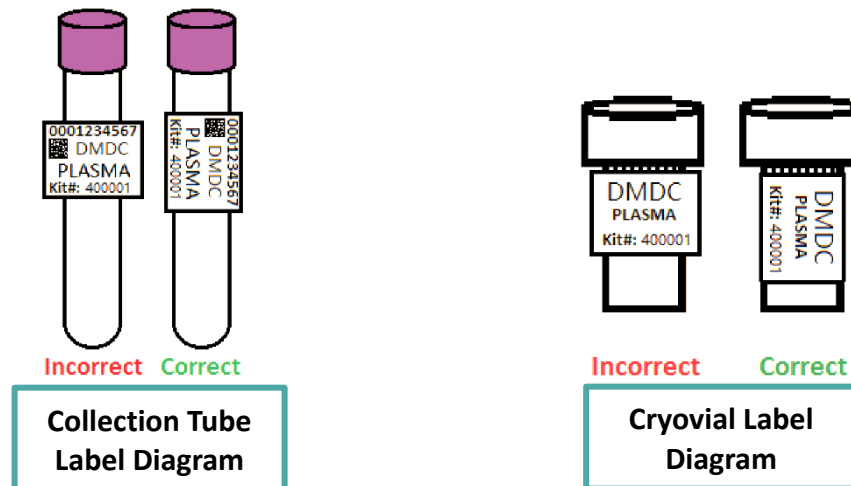 0001234567
DMDC
PLASMA
Kit#: 400001
0001234567
DMDC
PLASMA
Kit#: 400001
Incorrect Correct
Collection Tube
Label Diagram
DMDC
PLASMA
Kit#: 400001
DMDC
PLASMA
Kit#: 400001
Incorrect Correct
Cryovial Label
Diagram